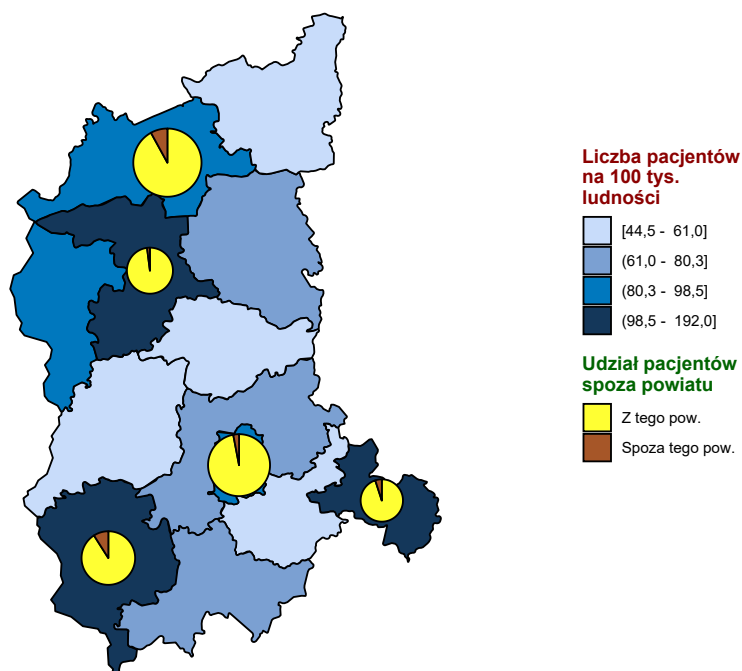 Liczba pacjentów
na 100 tys.
ludności
[44,5 - 61,0]
(61,0 - 80,3]
(80,3 - 98,5]
(98,5 - 192,0]
Udział pacjentów
spoza powiatu
Z tego pow.
Spoza tego pow.